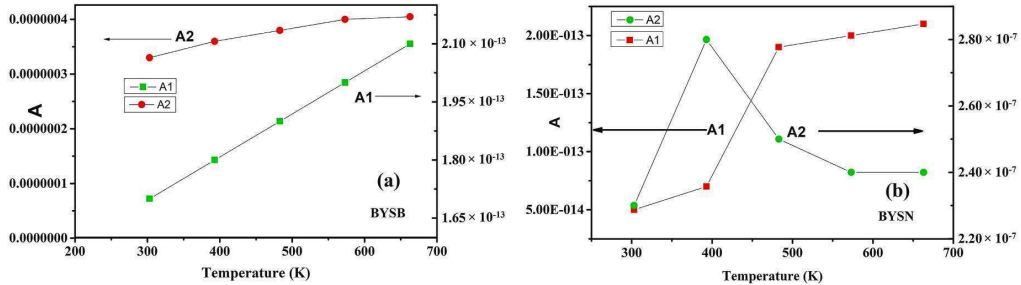 0.0000004
0.0000003
0.0000002
0.0000001
0.0000000
A
A2
A1
A2
A1
2.10 × 10⁻¹³
1.95 × 10⁻¹³
1.80 × 10⁻¹³
1.65 × 10⁻¹³
(a)
BYSB
200 300 400 500 600 700
Temperature (K)
2.00E-013
1.50E-013
1.00E-013
5.00E-014
A
A2
A1
A1
A2
2.80 × 10⁻⁷
2.60 × 10⁻⁷
2.40 × 10⁻⁷
2.20 × 10⁻⁷
(b)
BYSN
300 400 500 600
Temperature (K)